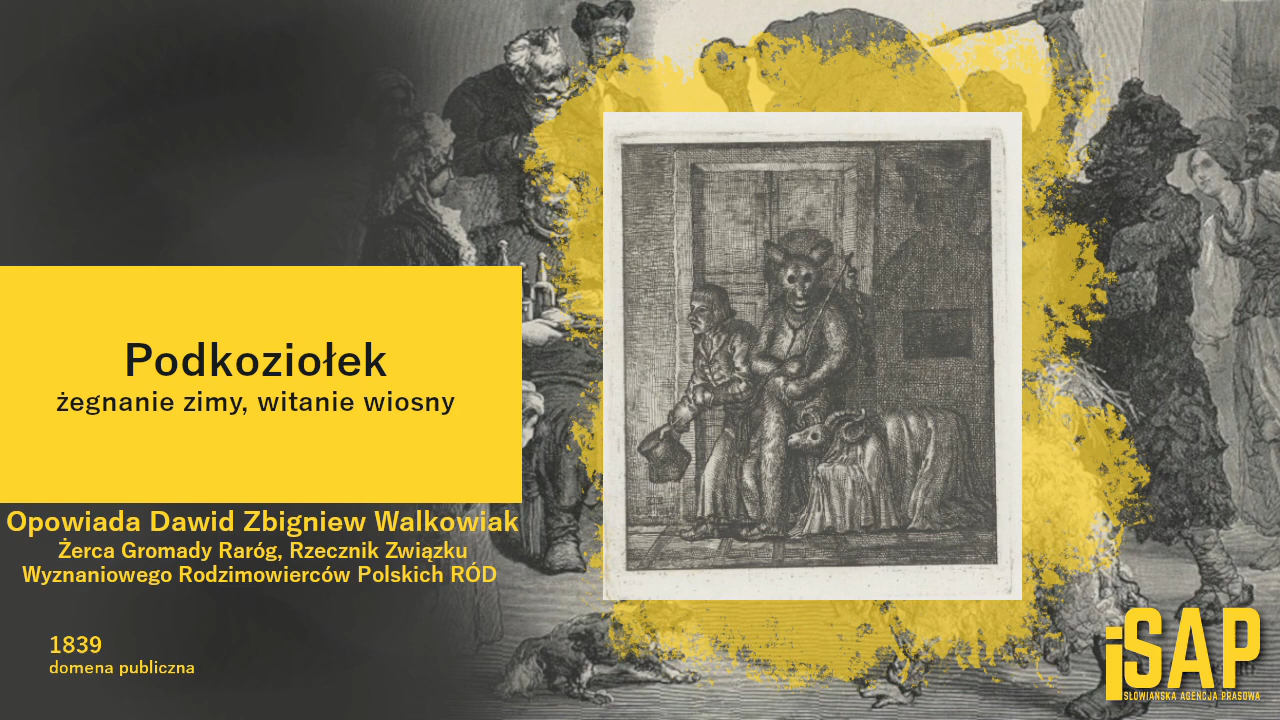 Podkoziołek
żegnanie zimy, witanie wiosny
Opowiada Dawid Zbigniew Walkowiak
Żerca Gromady Raróg, Rzecznik Związku
Wyznaniowego Rodzimowierców Polskich RÓD
1839
domena publiczna
iSAP
SŁOWIAŃSKA AGENCJA PRASOWA